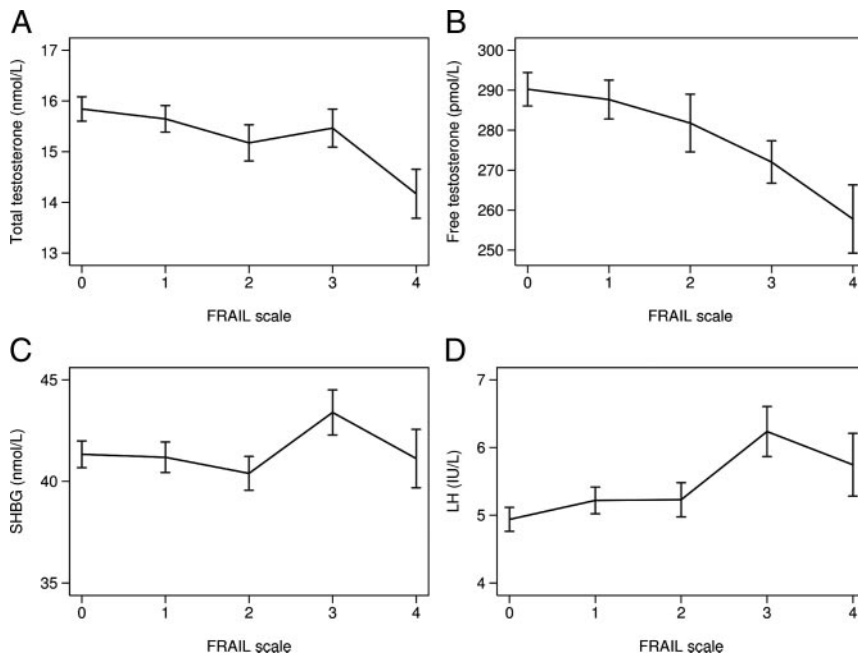 A
Total testosterone (nmol/L)
17
16
15
14
13
0 1 2 3 4
FRAIL scale
B
Free testosterone (pmol/L)
300
290
280
270
260
250
0 1 2 3 4
FRAIL scale
C
SHBG (nmol/L)
45
40
35
0 1 2 3 4
FRAIL scale
D
LH (IU/L)
7
6
5
4
0 1 2 3 4
FRAIL scale